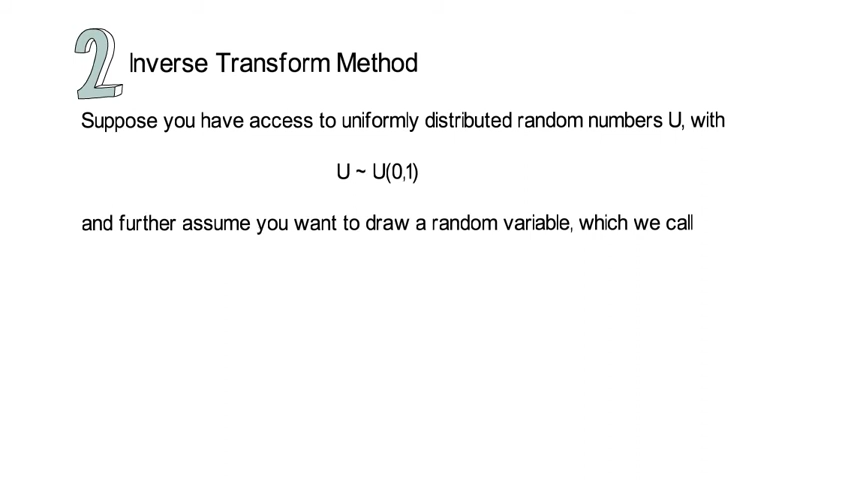 2 Inverse Transform Method
Suppose you have access to uniformly distributed random numbers U, with
U ~ U(0,1)
and further assume you want to draw a random variable, which we call